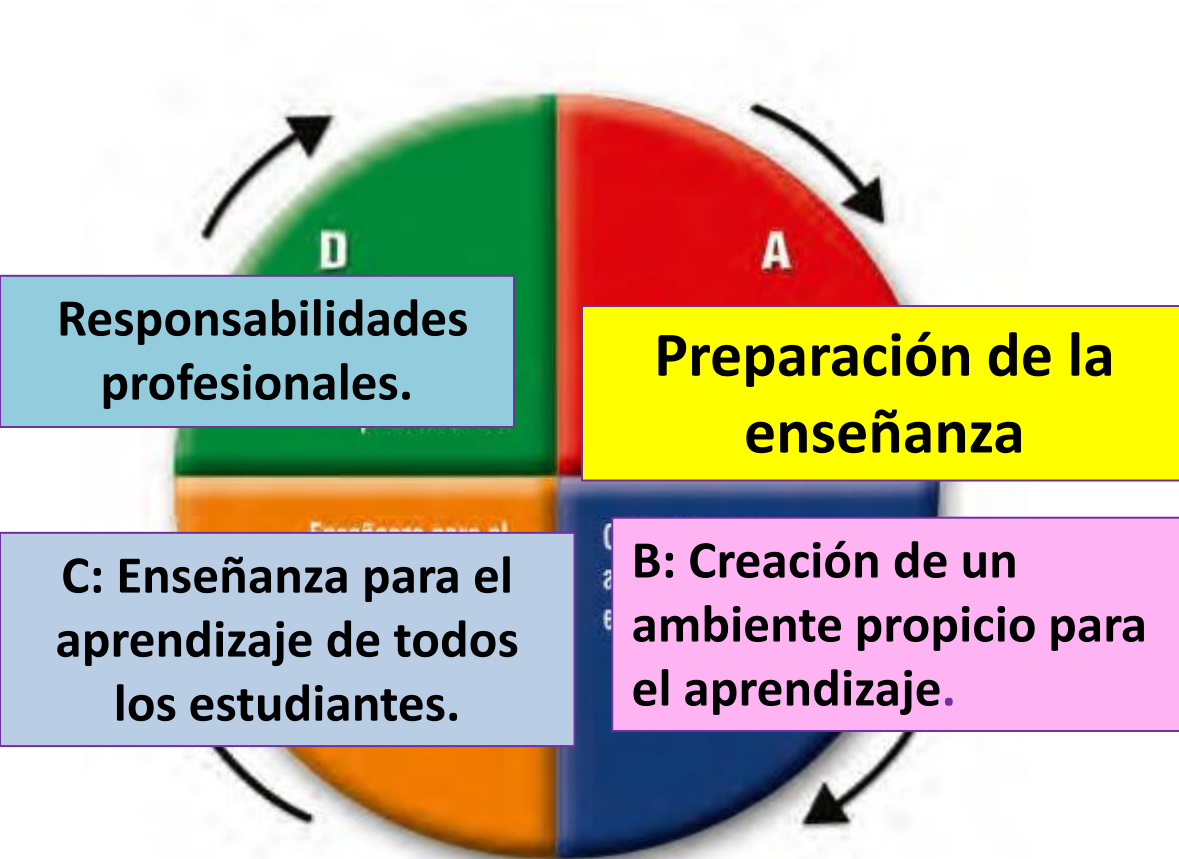 D
A
Responsabilidades
profesionales.
Preparación de la
enseñanza
C: Enseñanza para el
aprendizaje de todos
los estudiantes.
B: Creación de un
ambiente propicio para
el aprendizaje.